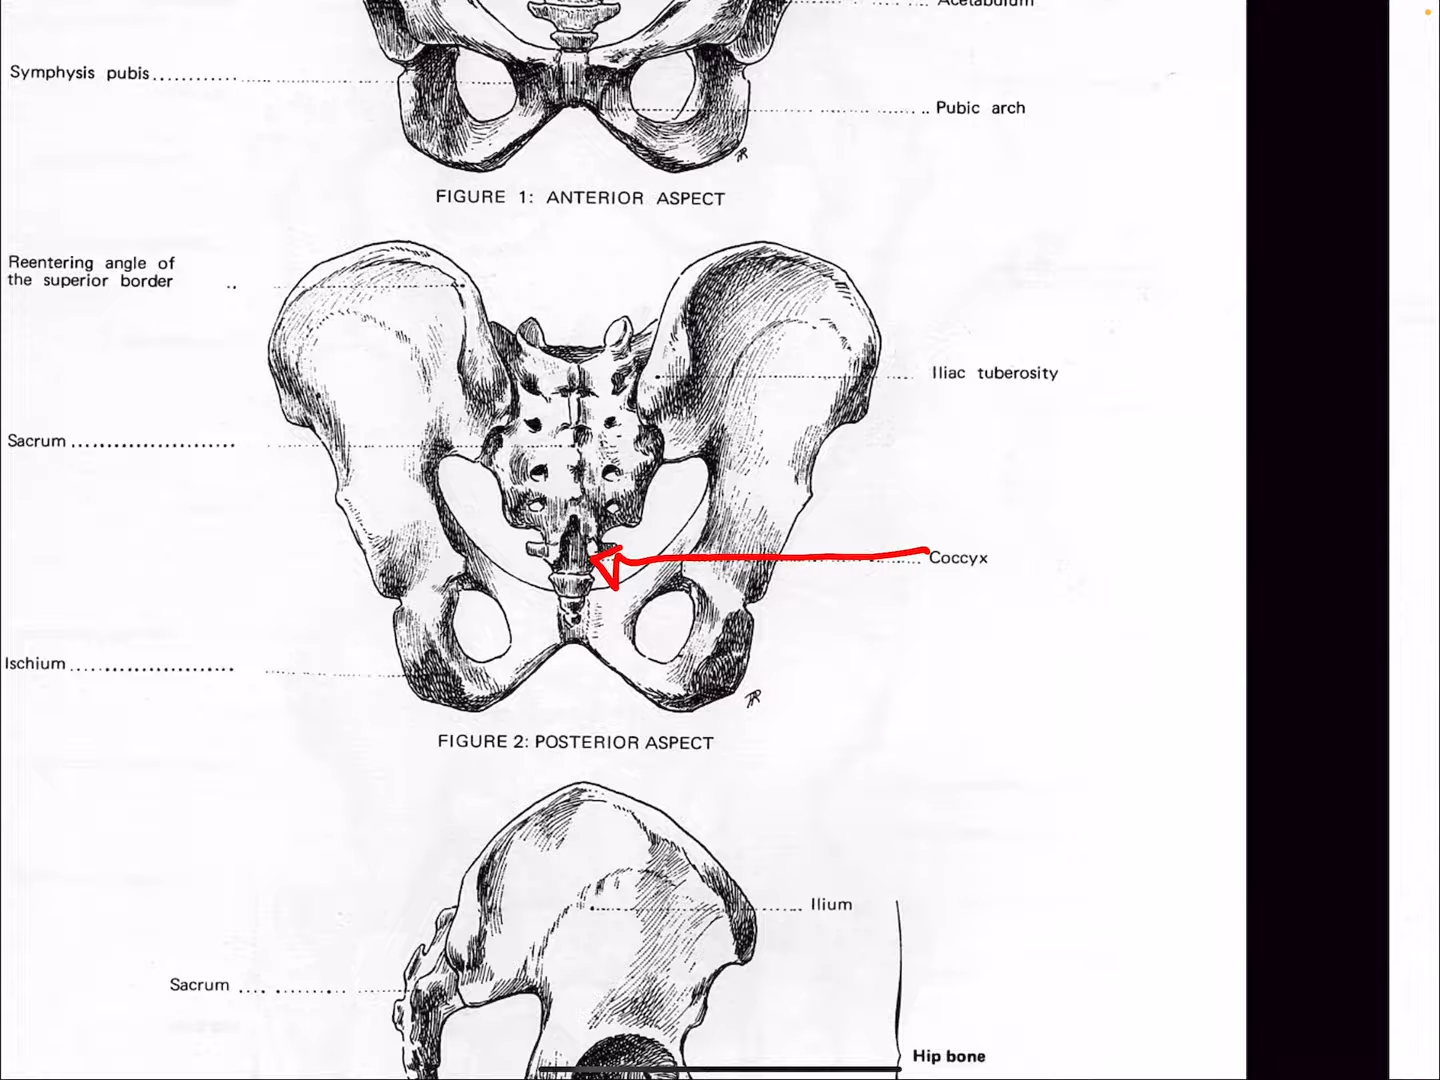 Acetabulum
Symphysis pubis
Pubic arch
FIGURE 1: ANTERIOR ASPECT
Reentering angle of
the superior border
Iliac tuberosity
Sacrum
Coccyx
Ischium
FIGURE 2: POSTERIOR ASPECT
Ilium
Sacrum
Hip bone